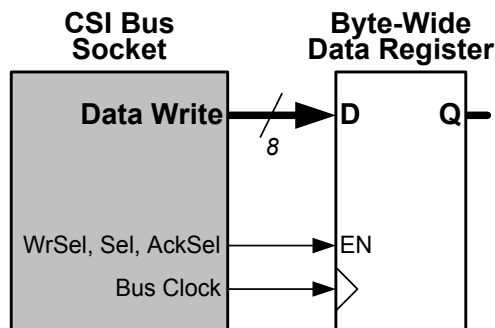 CSI Bus
Socket
Byte-Wide
Data Register
Data Write
8
D
Q
WrSel, Sel, AckSel
EN
Bus Clock